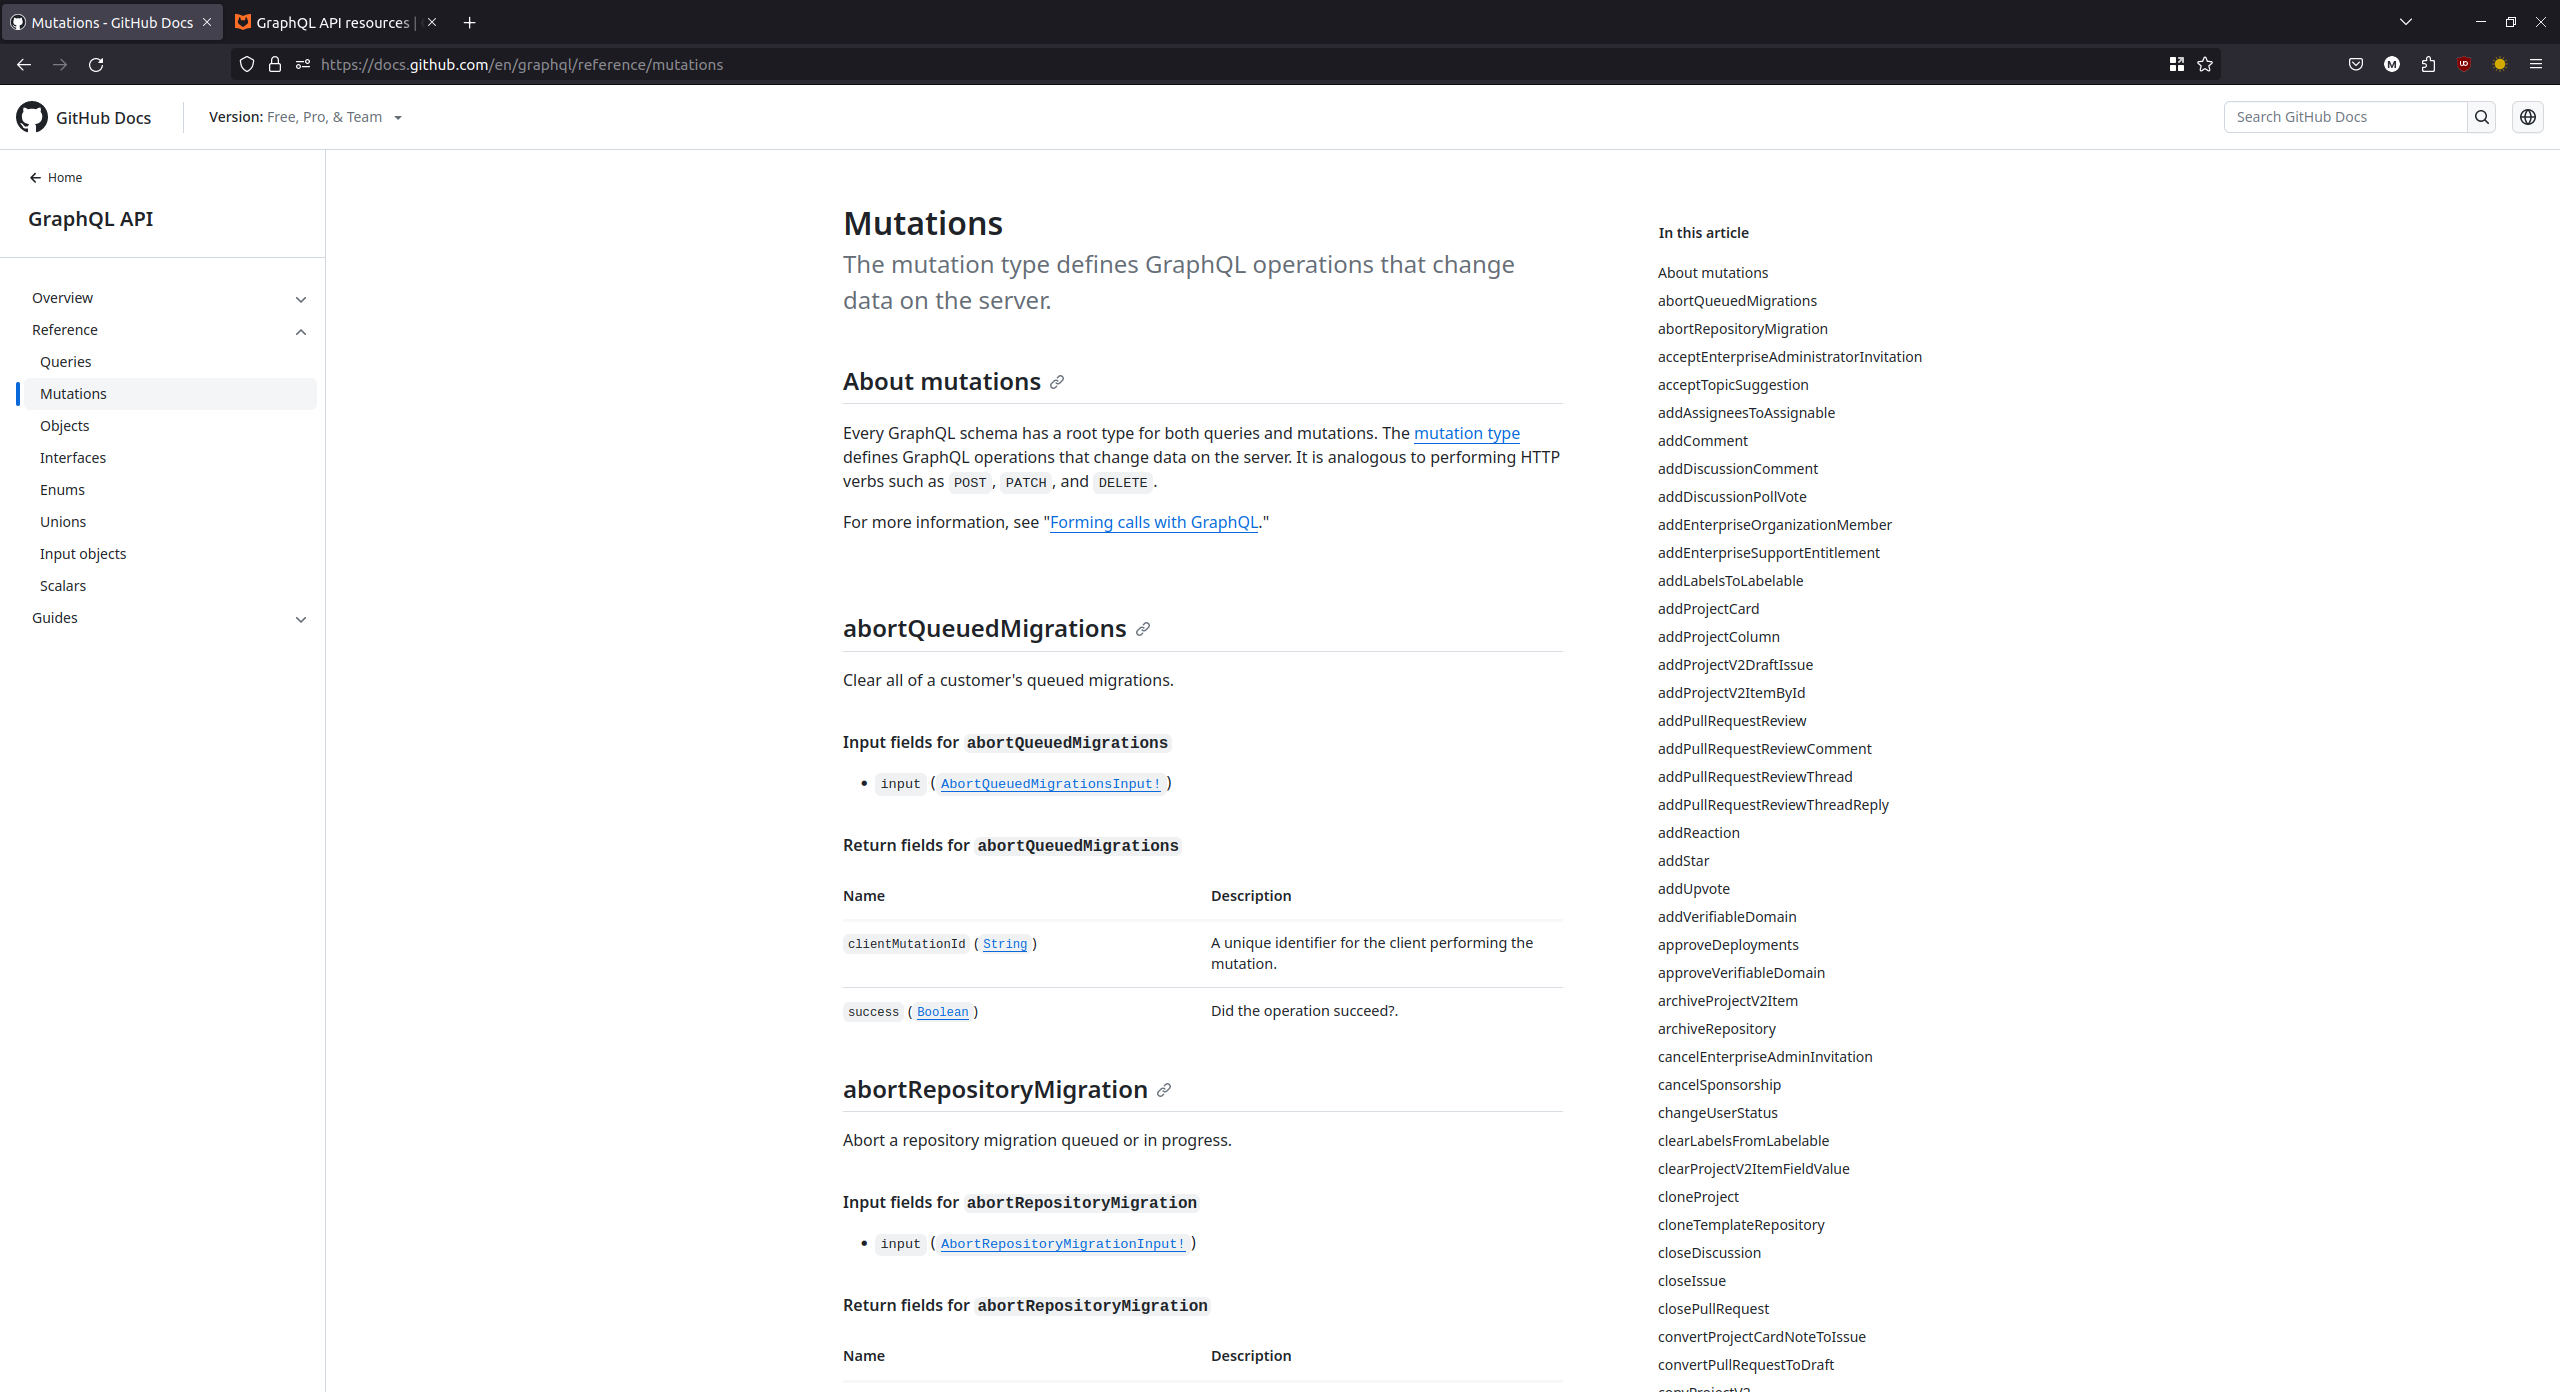 Mutations - GitHub Docs
GraphQL API resources |
https://docs.github.com/en/graphql/reference/mutations
GitHub Docs
Version: Free, Pro, & Team
Search GitHub Docs
Home
GraphQL API
Overview
Reference
Queries
Mutations
Objects
Interfaces
Enums
Unions
Input objects
Scalars
Guides
Mutations
The mutation type defines GraphQL operations that change
data on the server.
About mutations
Every GraphQL schema has a root type for both queries and mutations. The mutation type
defines GraphQL operations that change data on the server. It is analogous to performing HTTP
verbs such as POST, PATCH, and DELETE.
For more information, see "Forming calls with GraphQL."
abortQueuedMigrations
Clear all of a customer's queued migrations.
Input fields for abortQueuedMigrations
• input (AbortQueuedMigrationsInput!)
Return fields for abortQueuedMigrations
Name Description
clientMutationId (String) A unique identifier for the client performing the
mutation.
success (Boolean) Did the operation succeed?.
abortRepositoryMigration
Abort a repository migration queued or in progress.
Input fields for abortRepositoryMigration
• input (AbortRepositoryMigrationInput!)
Return fields for abortRepositoryMigration
Name Description
In this article
About mutations
abortQueuedMigrations
abortRepositoryMigration
acceptEnterpriseAdministratorInvitation
acceptTopicSuggestion
addAssigneesToAssignable
addComment
addDiscussionComment
addDiscussionPollVote
addEnterpriseOrganizationMember
addEnterpriseSupportEntitlement
addLabelsToLabelable
addProjectCard
addProjectColumn
addProjectV2DraftIssue
addProjectV2ItemById
addPullRequestReview
addPullRequestReviewComment
addPullRequestReviewThread
addPullRequestReviewThreadReply
addReaction
addStar
addUpvote
addVerifiableDomain
approveDeployments
approveVerifiableDomain
archiveProjectV2Item
archiveRepository
cancelEnterpriseAdminInvitation
cancelSponsorship
changeUserStatus
clearLabelsFromLabelable
clearProjectV2ItemFieldValue
cloneProject
cloneTemplateRepository
closeDiscussion
closeIssue
closePullRequest
convertProjectCardNoteToIssue
convertPullRequestToDraft
copyProjectV2